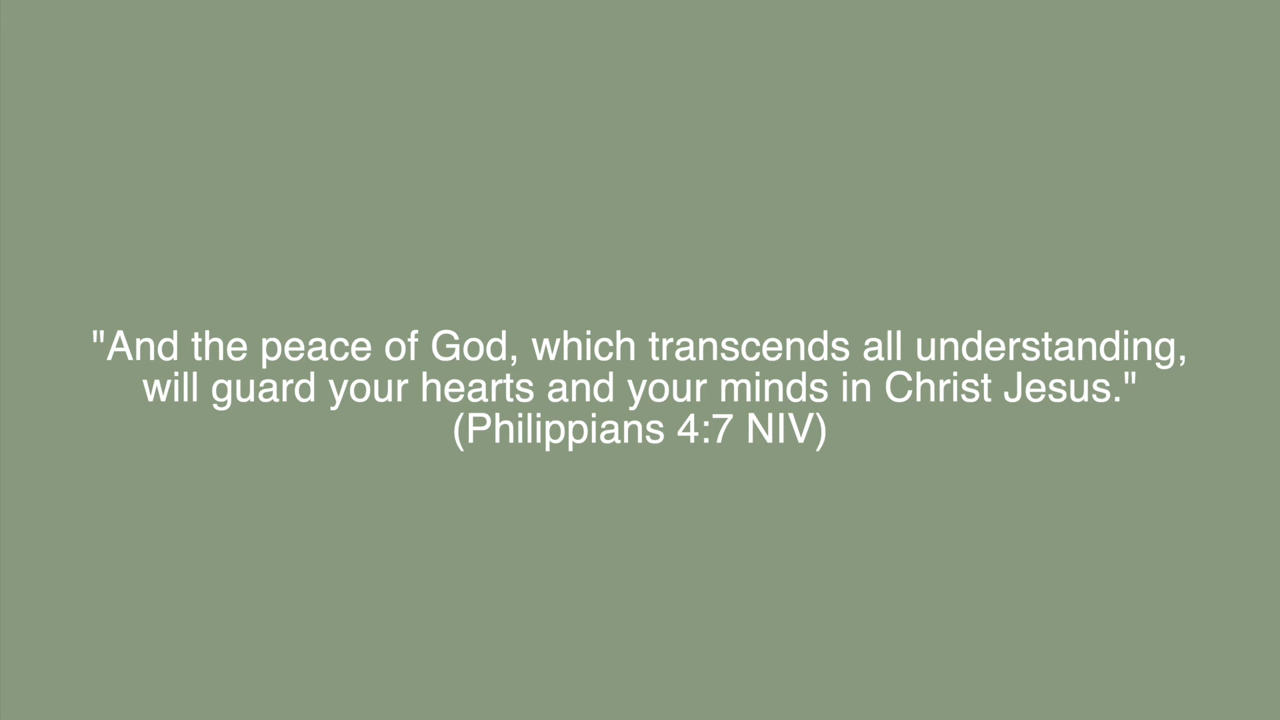 "And the peace of God, which transcends all understanding,
will guard your hearts and your minds in Christ Jesus."
(Philippians 4:7 NIV)